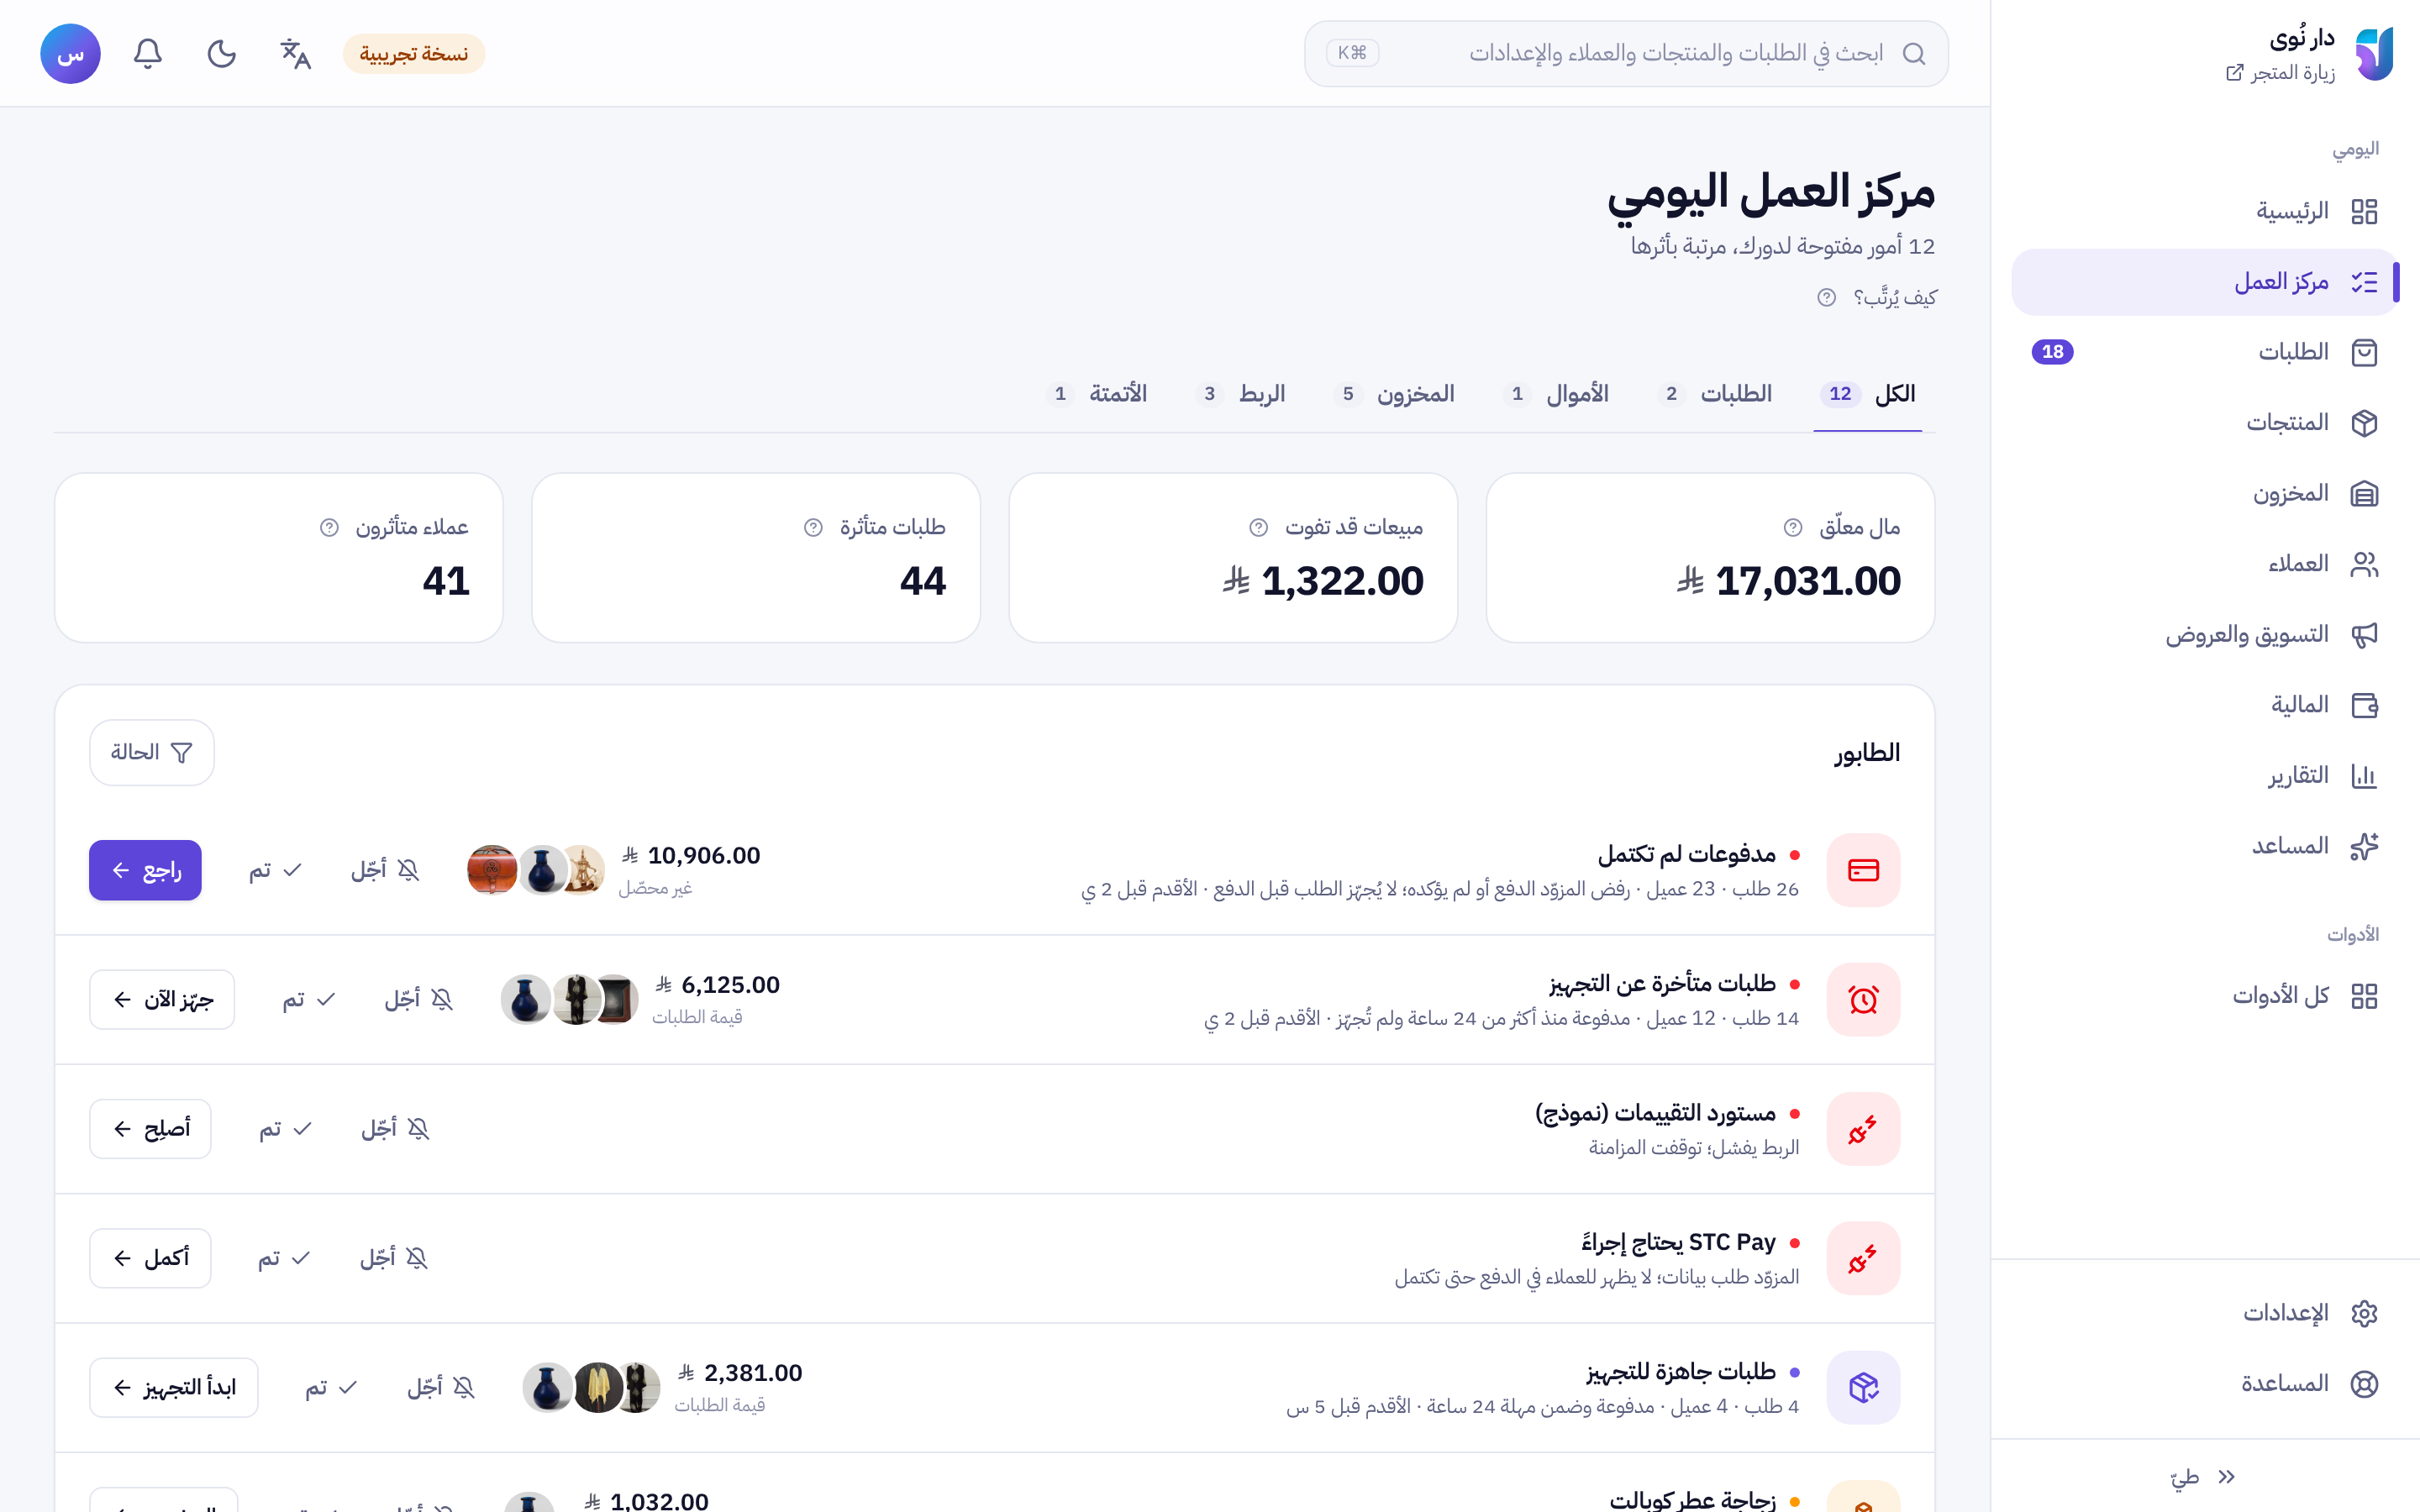 دار نُوى
زيارة المتجر
اليومي
الرئيسية
مركز العمل
الطلبات 18
المنتجات
المخزون
العملاء
التسويق والعروض
المالية
التقارير
المساعد
الأدوات
كل الأدوات
الإعدادات
المساعدة
طيّ
ابحث في الطلبات والمنتجات والعملاء والإعدادات ⌘K
نسخة تجريبية
س
مركز العمل اليومي
12 أمور مفتوحة لدورك، مرتبة بأثرها
كيف يُرتَّب؟
الكل 12 الطلبات 2 الأموال 1 المخزون 5 الربط 3 الأتمتة 1
مال معلّق
17,031.00
مبيعات قد تفوت
1,322.00
طلبات متأثرة
44
عملاء متأثرون
41
الطابور
الحالة
مدفوعات لم تكتمل
26 طلب · 23 عميل · رفض المزوّد الدفع أو لم يؤكده؛ لا يُجهّز الطلب قبل الدفع · الأقدم قبل 2 ي
10,906.00
غير محصّل
أجّل تم راجع
طلبات متأخرة عن التجهيز
14 طلب · 12 عميل · مدفوعة منذ أكثر من 24 ساعة ولم تُجهّز · الأقدم قبل 2 ي
6,125.00
قيمة الطلبات
أجّل تم جهّز الآن
مستورد التقييمات (نموذج)
الربط يفشل؛ توقفت المزامنة
أجّل تم أصلِح
STC Pay يحتاج إجراءً
المزوّد طلب بيانات؛ لا يظهر للعملاء في الدفع حتى تكتمل
أجّل تم أكمل
طلبات جاهزة للتجهيز
4 طلب · 4 عميل · مدفوعة وضمن مهلة 24 ساعة · الأقدم قبل 5 س
2,381.00
قيمة الطلبات
أجّل تم ابدأ التجهيز
زجاجة عطر كوبالت
1,032.00